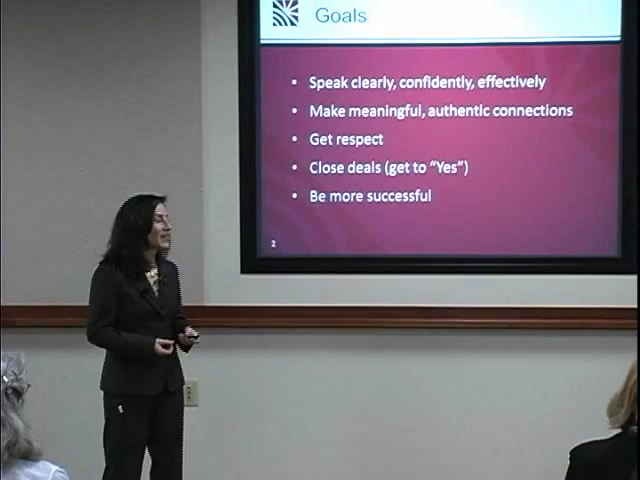 Goals
• Speak clearly, confidently, effectively
• Make meaningful, authentic connections
• Get respect
• Close deals (get to “Yes”)
• Be more successful
2